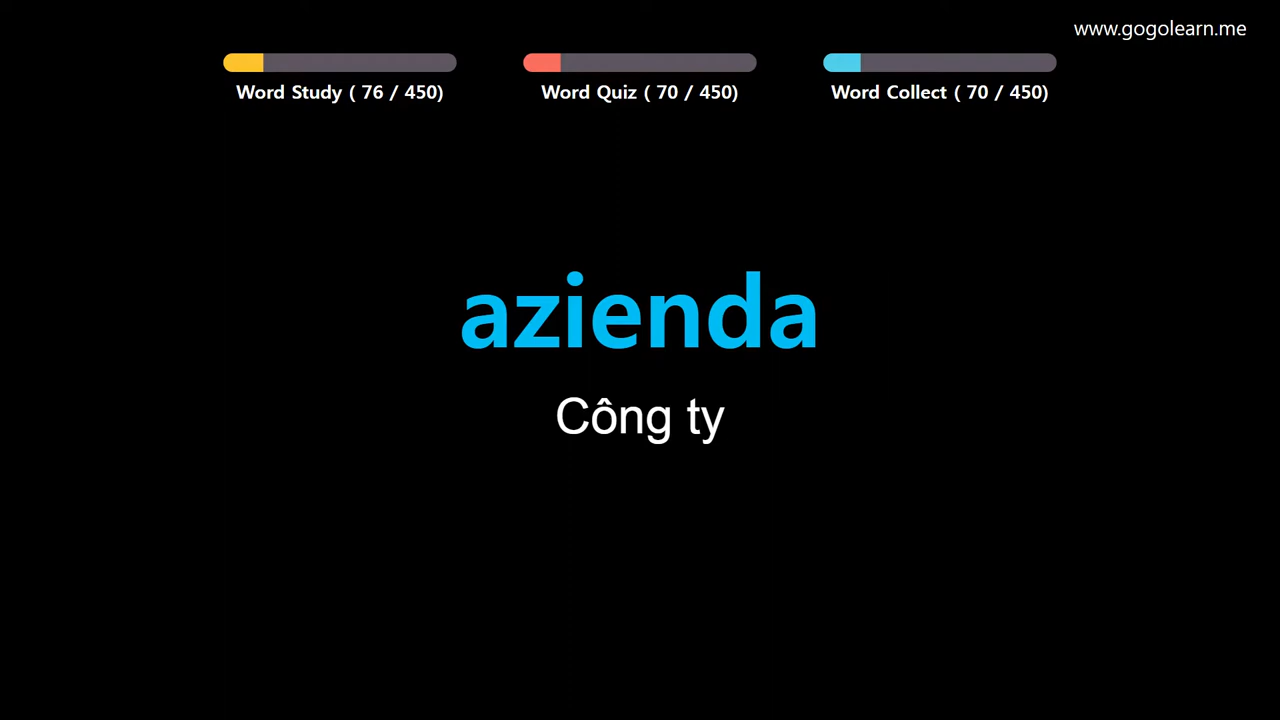 www.gogolearn.me
Word Study ( 76 / 450)
Word Quiz ( 70 / 450)
Word Collect ( 70 / 450)
azienda
Công ty